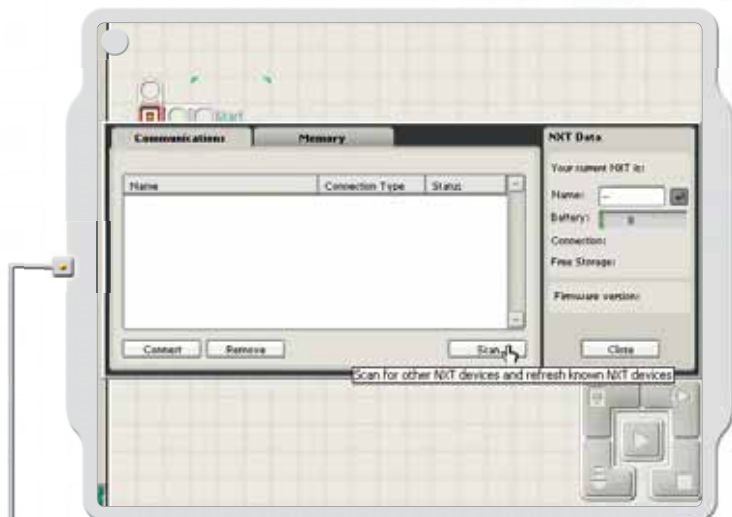 Start
Communications Memory
Name Connection Type Status
Connect Remove Scan
Scan for other NXT devices and refresh known NXT devices
NXT Data
Your current NXT is:
Name: --
Battery: 0
Connection:
Free Storage:
Firmware version:
Close